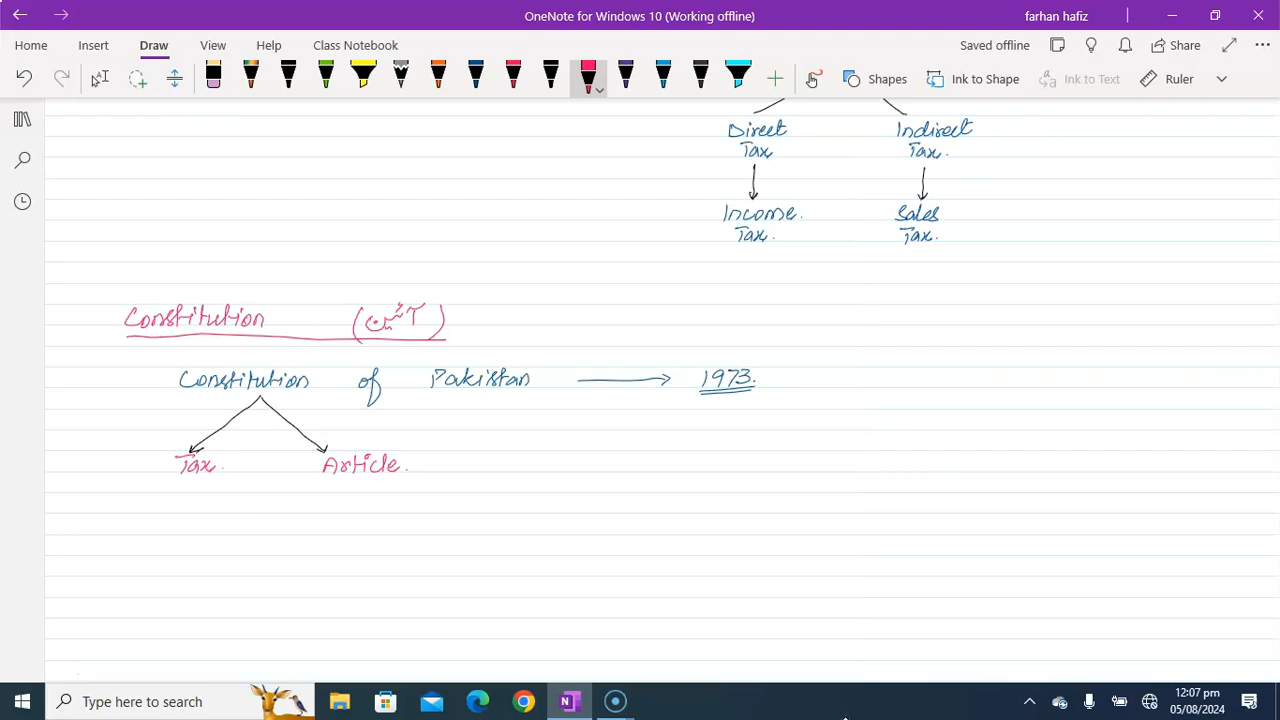 OneNote for Windows 10 (Working offline)
farhan hafiz
Home Insert Draw View Help Class Notebook
Saved offline
Share
Shapes
Ink to Shape
Ink to Text
Ruler
Direct Tax
Indirect Tax.
Income. Tax.
Sales Tax.
Constitution (آئین)
Constitution of Pakistan → 1973.
Tax. Article.
Type here to search
12:07 pm
05/08/2024